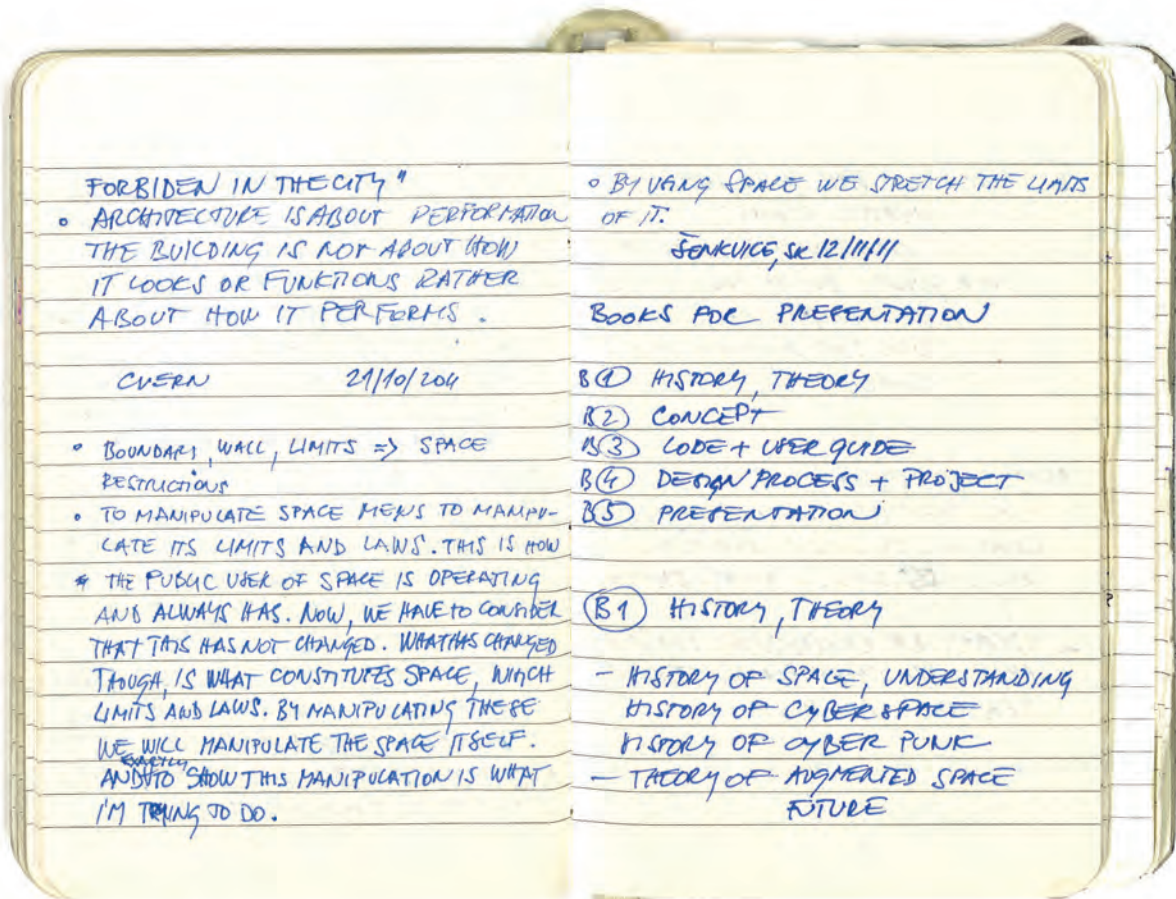 FORBIDEN IN THE CITY"
• ARCHITECTURE IS ABOUT PERFORMATION
THE BUILDING IS NOT ABOUT HOW
IT LOOKS OR FUNKTIONS RATHER
ABOUT HOW IT PERFORMS.
CVERN 21/10/2011
• BOUNDARY, WALL, LIMITS => SPACE
RESTRICTIONS
• TO MANIPULATE SPACE MENS TO MANIPU-
LATE ITS LIMITS AND LAWS. THIS IS HOW
* THE PUBLIC USER OF SPACE IS OPERATING
AND ALWAYS HAS. NOW, WE HAVE TO CONSIDER
THAT THIS HAS NOT CHANGED. WHAT HAS CHANGED
THOUGH, IS WHAT CONSTITUTES SPACE, WHICH
LIMITS AND LAWS. BY MANIPULATING THESE
WE WILL MANIPULATE THE SPACE ITSELF.
AND EXACTLY TO SHOW THIS MANIPULATION IS WHAT
I'M TRYING TO DO.
• BY USING SPACE WE STRETCH THE LIMITS
OF IT.
ŠENKVICE, SK 12/11/11
BOOKS FOR PRESENTATION
B1 HISTORY, THEORY
B2 CONCEPT
B3 CODE + USER GUIDE
B4 DESIGN PROCESS + PROJECT
B5 PRESENTATION
B1 HISTORY, THEORY
- HISTORY OF SPACE, UNDERSTANDING
HISTORY OF CYBERSPACE
HISTORY OF CYBER PUNK
- THEORY OF AUGMENTED SPACE
FUTURE